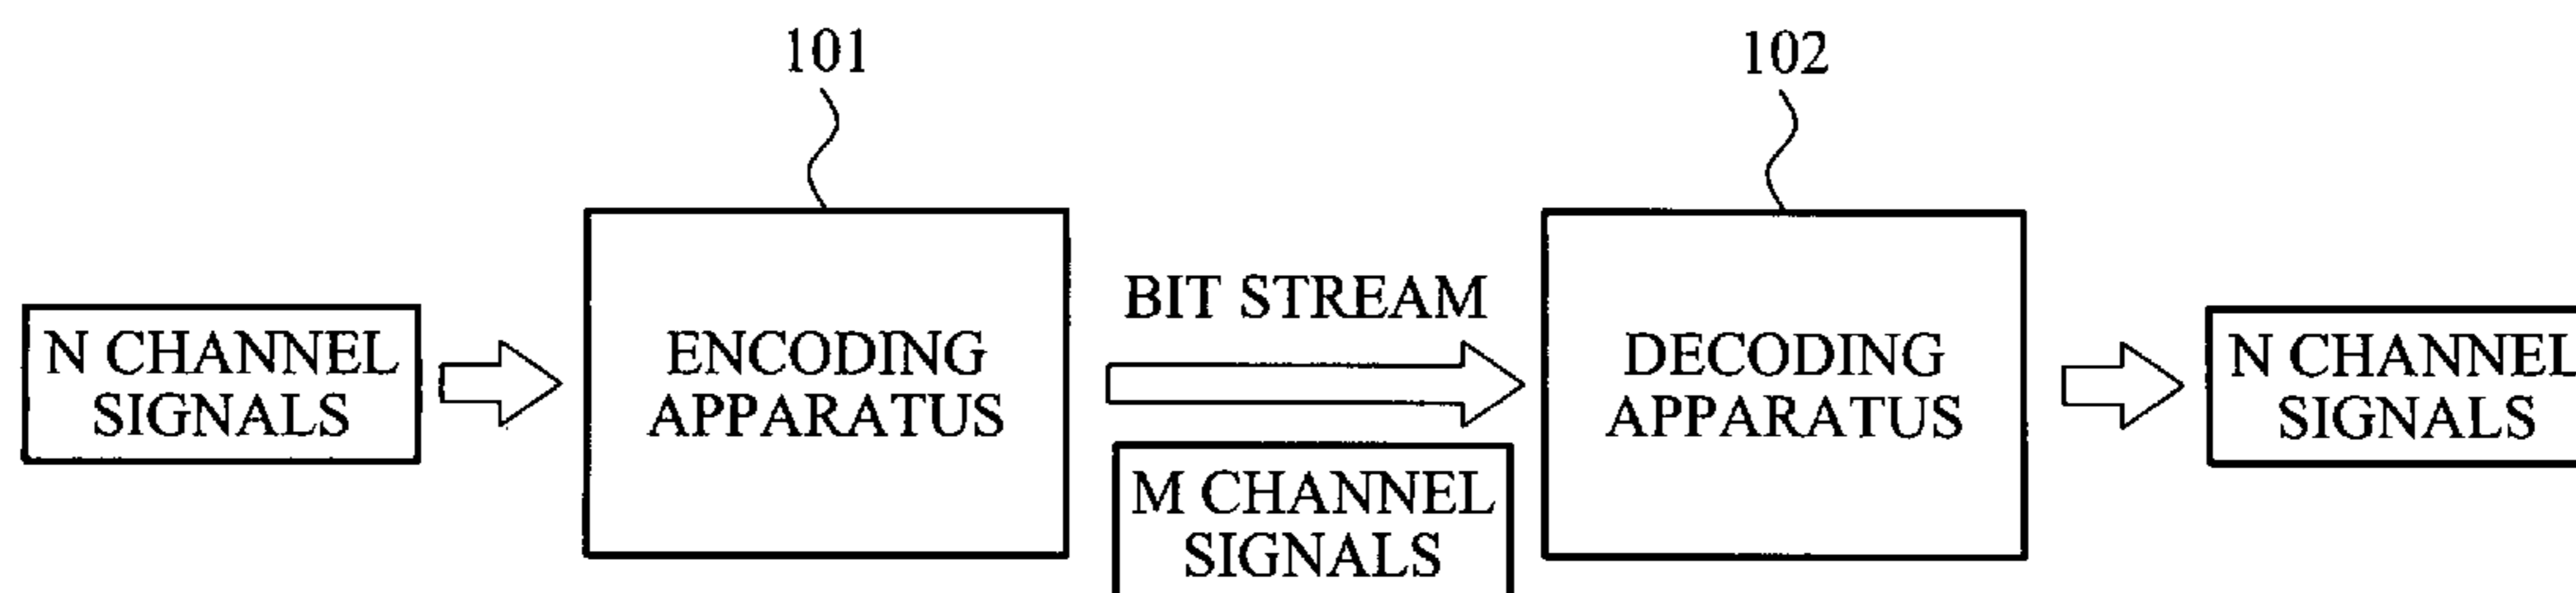 101
102
N CHANNEL
SIGNALS
ENCODING
APPARATUS
BIT STREAM
M CHANNEL
SIGNALS
DECODING
APPARATUS
N CHANNEL
SIGNALS